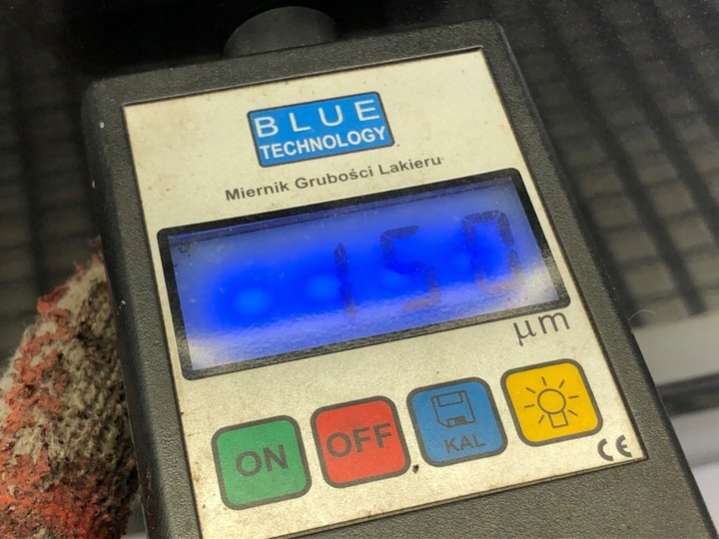 BLUE
TECHNOLOGY
Miernik Grubości Lakieru
150
µm
ON
OFF
KAL
CE